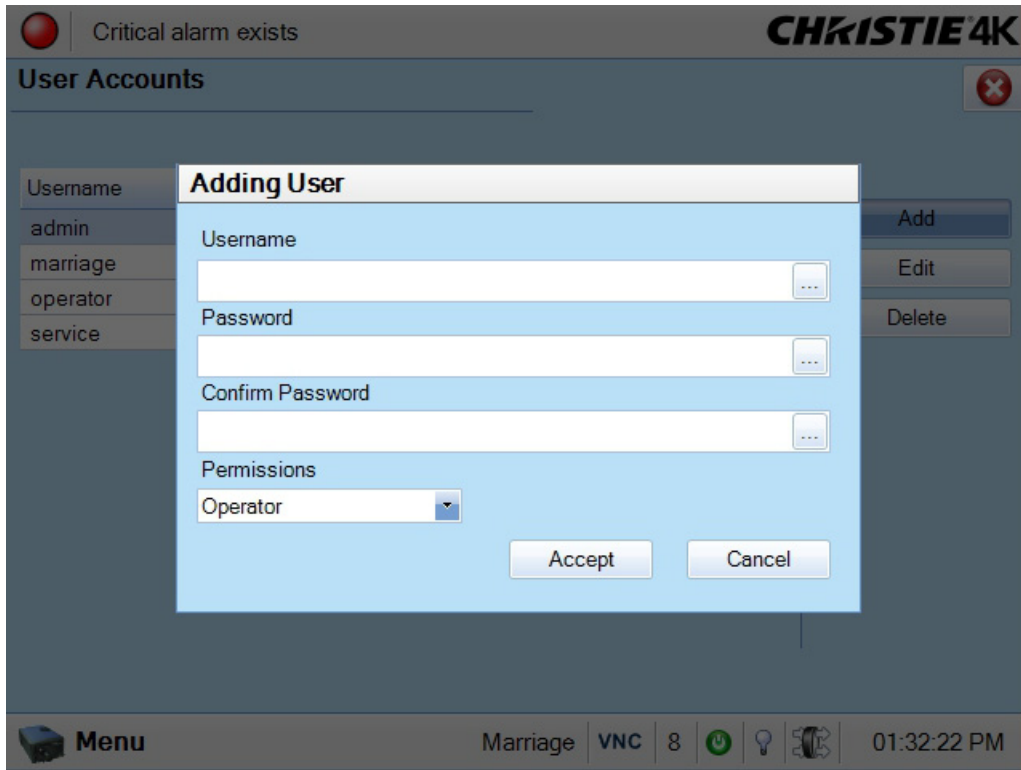 Critical alarm exists
CHRISTIE 4K
User Accounts
Username
admin
marriage
operator
service
Adding User
Username
...
Password
...
Confirm Password
...
Permissions
Operator
Accept
Cancel
Add
Edit
Delete
Menu
Marriage
VNC
8
01:32:22 PM